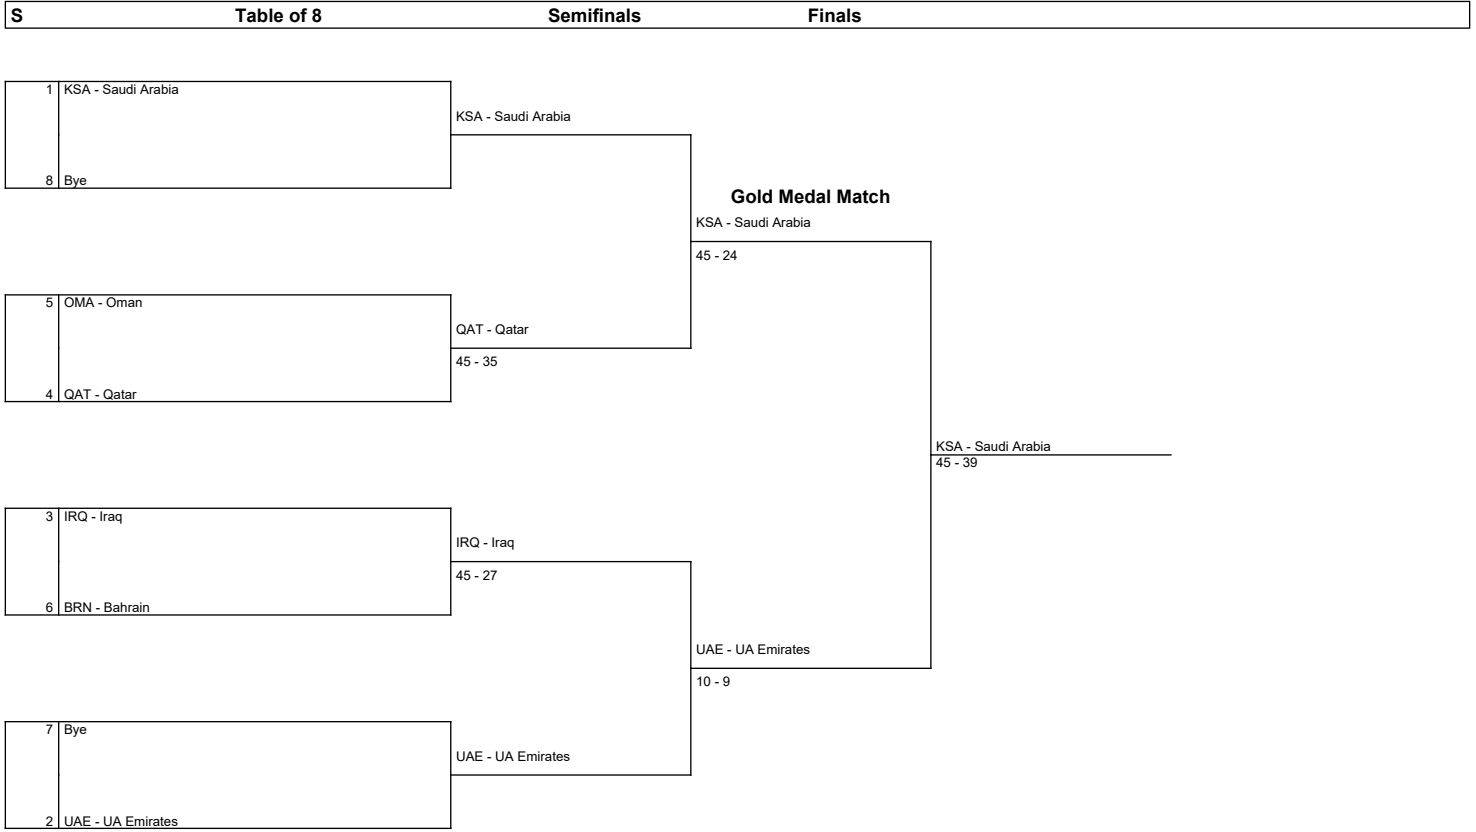 S Table of 8 Semifinals Finals
1 KSA - Saudi Arabia
KSA - Saudi Arabia
8 Bye
Gold Medal Match
KSA - Saudi Arabia
45 - 24
5 OMA - Oman
QAT - Qatar
45 - 35
4 QAT - Qatar
KSA - Saudi Arabia
45 - 39
3 IRQ - Iraq
IRQ - Iraq
45 - 27
6 BRN - Bahrain
UAE - UA Emirates
10 - 9
7 Bye
UAE - UA Emirates
2 UAE - UA Emirates